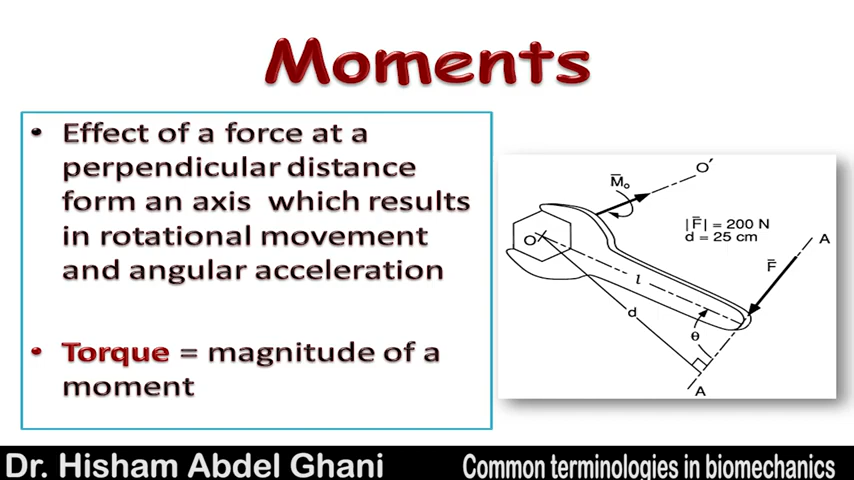 Moments
• Effect of a force at a
perpendicular distance
form an axis which results
in rotational movement
and angular acceleration
• Torque = magnitude of a
moment
M̅o
O'
|F̅| = 200 N
d = 25 cm
A
F̅
O
l
d
θ
A
Dr. Hisham Abdel Ghani
Common terminologies in biomechanics